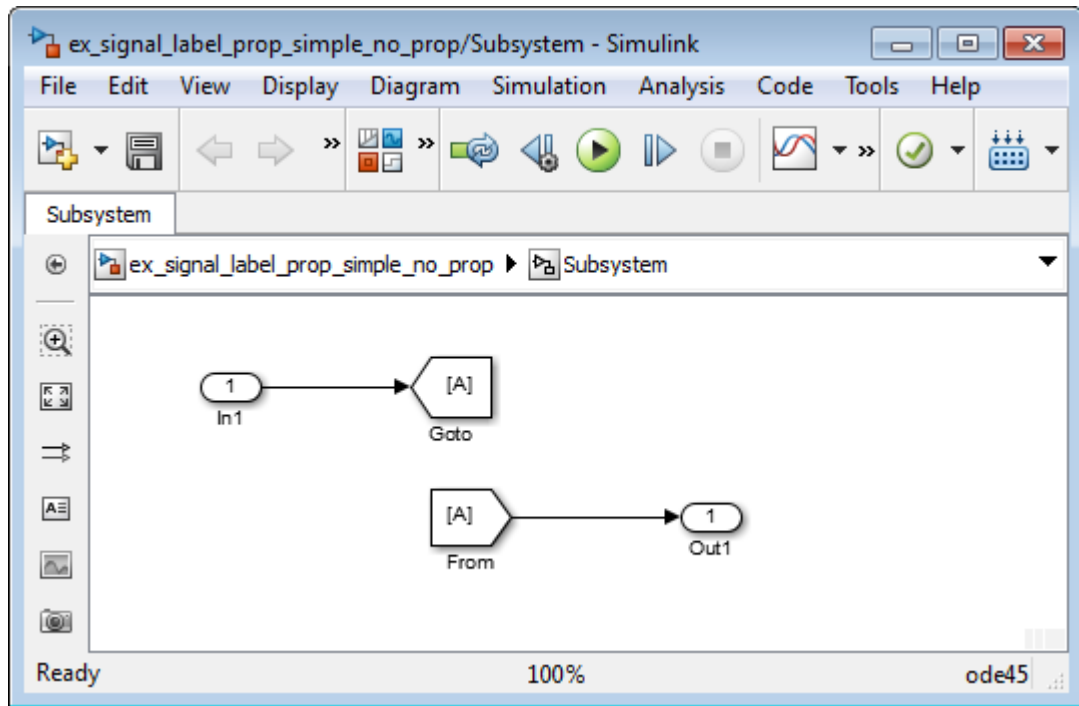 ex_signal_label_prop_simple_no_prop/Subsystem - Simulink
File Edit View Display Diagram Simulation Analysis Code Tools Help
Subsystem
ex_signal_label_prop_simple_no_prop Subsystem
1
In1
[A]
Goto
[A]
From
1
Out1
Ready 100% ode45